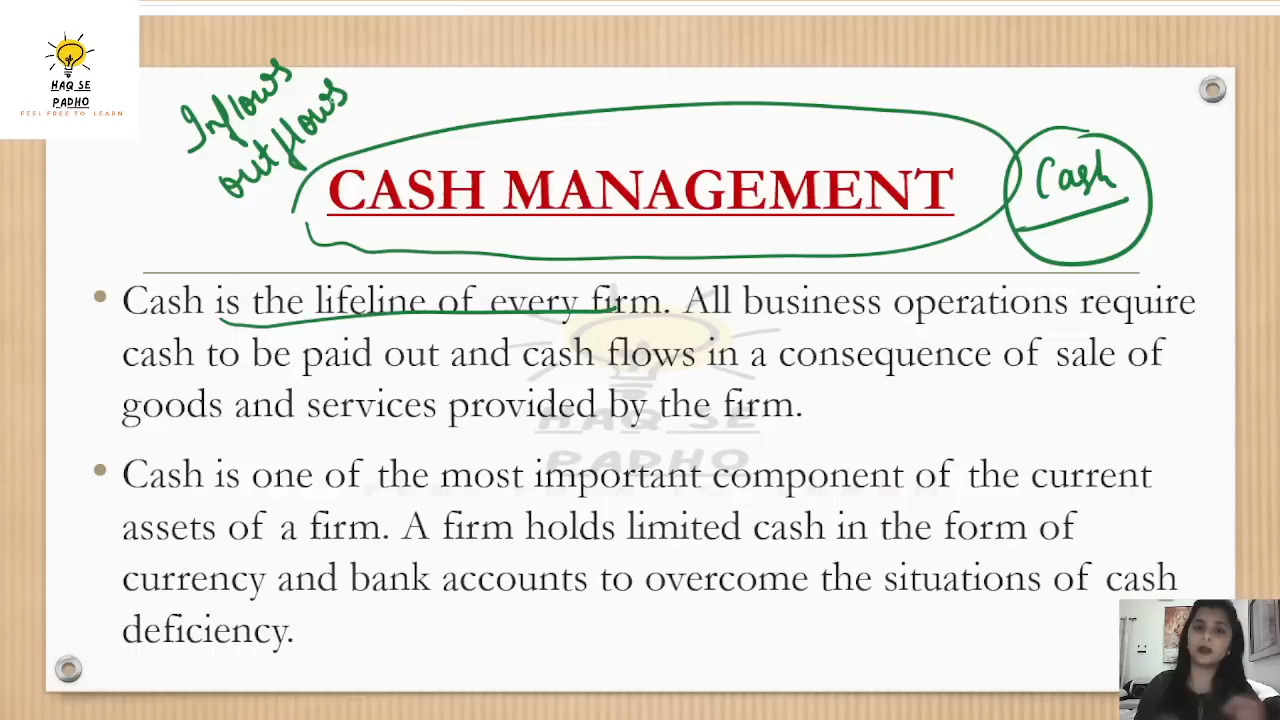 HAQ SE
PADHO
FEEL FREE TO LEARN
Inflows
outflows
CASH MANAGEMENT
Cash
• Cash is the lifeline of every firm. All business operations require
cash to be paid out and cash flows in a consequence of sale of
goods and services provided by the firm.
HAQ SE
PADHO
• Cash is one of the most important component of the current
assets of a firm. A firm holds limited cash in the form of
currency and bank accounts to overcome the situations of cash
deficiency.